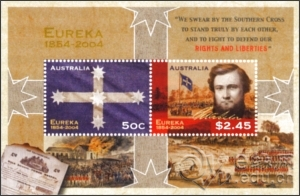 EUREKA
1854-2004
"WE SWEAR BY THE SOUTHERN CROSS
TO STAND TRULY BY EACH OTHER,
AND TO FIGHT TO DEFEND OUR
RIGHTS AND LIBERTIES"
AUSTRALIA
EUREKA
1854-2004
50C
AUSTRALIA
EUREKA
1854-2004
$2.45